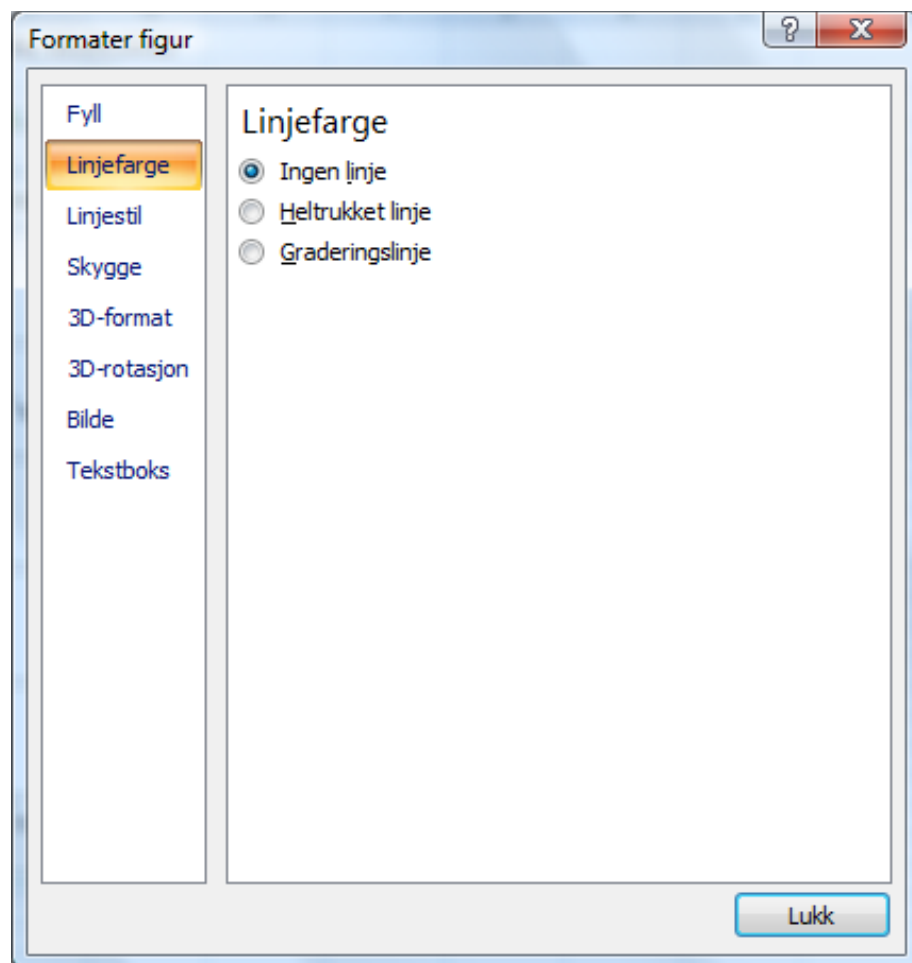 Formater figur
Fyll
Linjefarge
Linjestil
Skygge
3D-format
3D-rotasjon
Bilde
Tekstboks
Linjefarge
Ingen linje
Heltrukket linje
Graderingslinje
Lukk